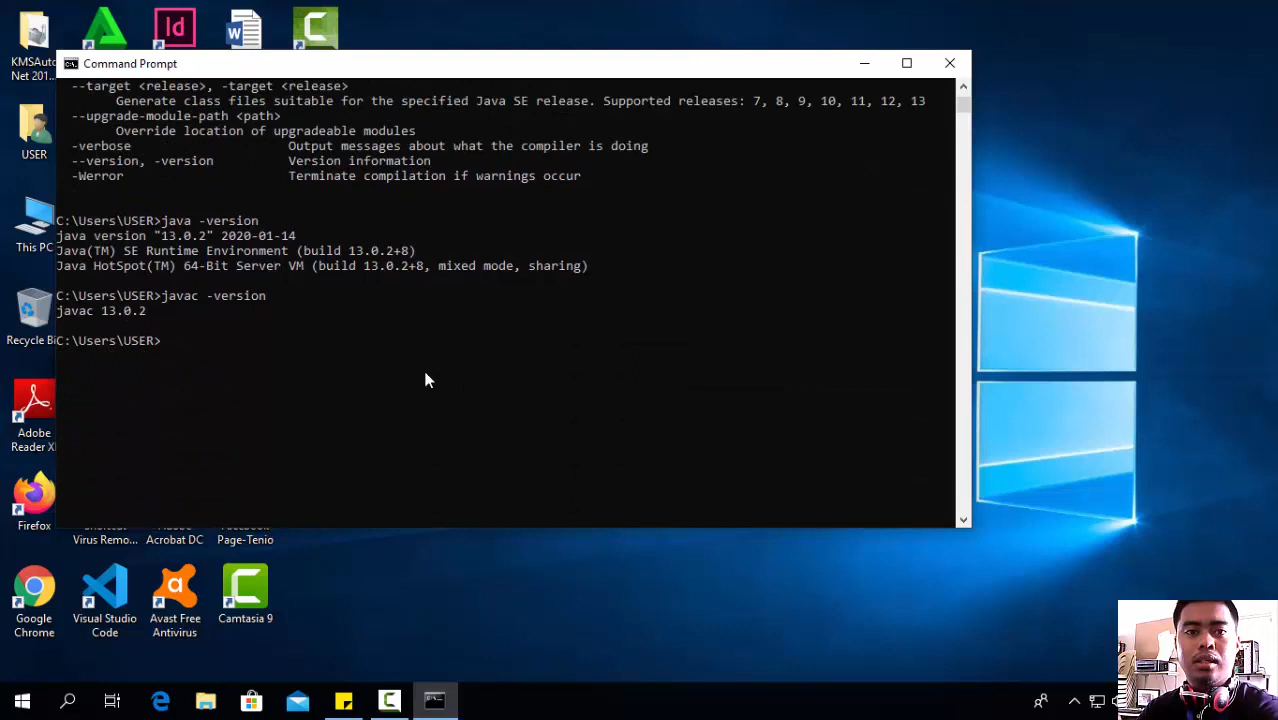 KMSAuto
Net 201...
Id
USER
This PC
Recycle Bi
Adobe
Reader X
Firefox
Command Prompt
--target <release>, -target <release>
Generate class files suitable for the specified Java SE release. Supported releases: 7, 8, 9, 10, 11, 12, 13
--upgrade-module-path <path>
Override location of upgradeable modules
-verbose Output messages about what the compiler is doing
--version, -version Version information
-Werror Terminate compilation if warnings occur
C:\Users\USER>java -version
java version "13.0.2" 2020-01-14
Java(TM) SE Runtime Environment (build 13.0.2+8)
Java HotSpot(TM) 64-Bit Server VM (build 13.0.2+8, mixed mode, sharing)
C:\Users\USER>javac -version
javac 13.0.2
C:\Users\USER>
Virus Remo...
Acrobat DC
Page-Tenio
Google
Chrome
Visual Studio
Code
Avast Free
Antivirus
Camtasia 9